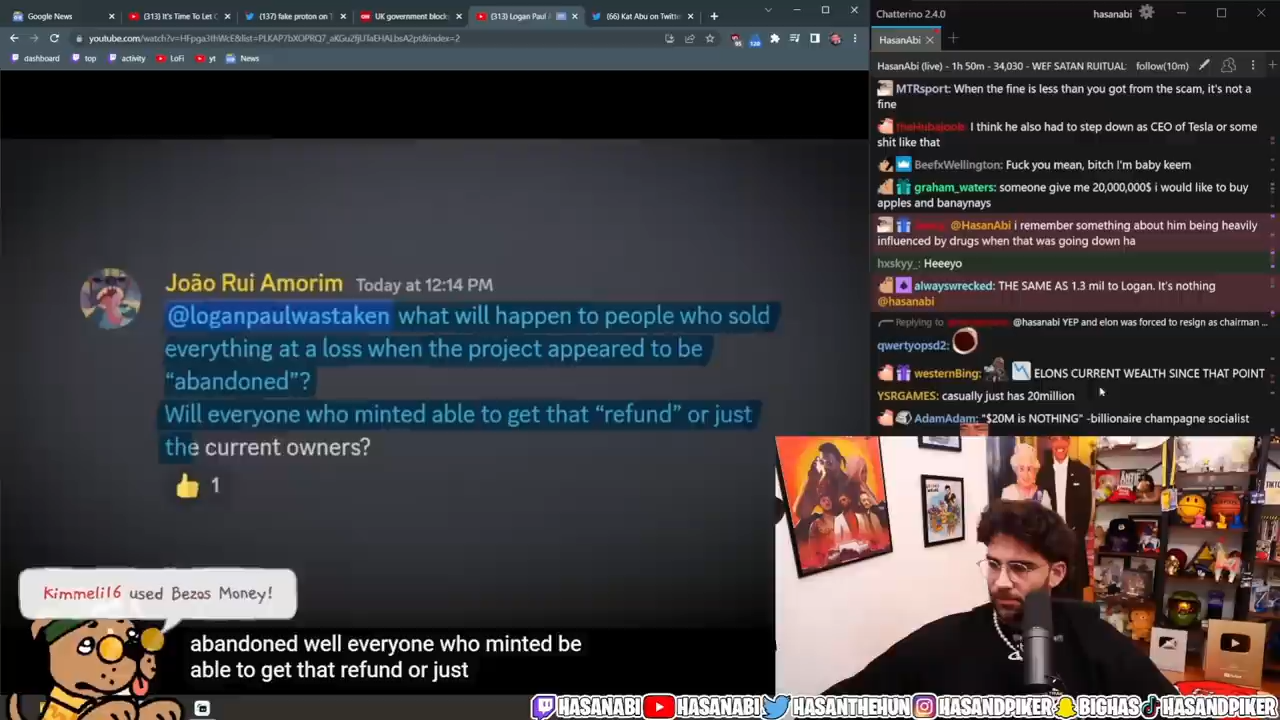 Google News
(313) It's Time To Let
(137) fake proton on T
UK government block
(313) Logan Paul
(66) Kat Abu on Twitte
youtube.com/watch?v=HFpga3thWcE&list=PLKAP7bXOPRQ7_aKGu2fjUTaEHALbsA2pt&index=2
dashboard
top
activity
LoFi
yt
News
João Rui Amorim Today at 12:14 PM
@loganpaulwastaken what will happen to people who sold
everything at a loss when the project appeared to be
“abandoned”?
Will everyone who minted able to get that “refund” or just
the current owners?
👍 1
Kimmeli16 used Bezos Money!
abandoned well everyone who minted be
able to get that refund or just
Chatterino 2.4.0
hasanabi
HasanAbi
HasanAbi (live) - 1h 50m - 34,030 - WEF SATAN RUITUAL
follow(10m)
MTRsport: When the fine is less than you got from the scam, it's not a
fine
I think he also had to step down as CEO of Tesla or some
shit like that
BeefxWellington: Fuck you mean, bitch I'm baby keem
graham_waters: someone give me 20,000,000$ i would like to buy
apples and banaynays
@HasanAbi i remember something about him being heavily
influenced by drugs when that was going down ha
hxskyy_: Heeeyo
alwayswrecked: THE SAME AS 1.3 mil to Logan. It's nothing
@hasanabi
Replying to @hasanabi YEP and elon was forced to resign as chairman ...
qwertyopsd2:
westernBing: ELONS CURRENT WEALTH SINCE THAT POINT
YSRGAMES: casually just has 20million
AdamAdam: "$20M is NOTHING" -billionaire champagne socialist
HASANABI
HASANABI
HASANTHEHUN
HASANDPIKER
BIGHAS
HASANDPIKER